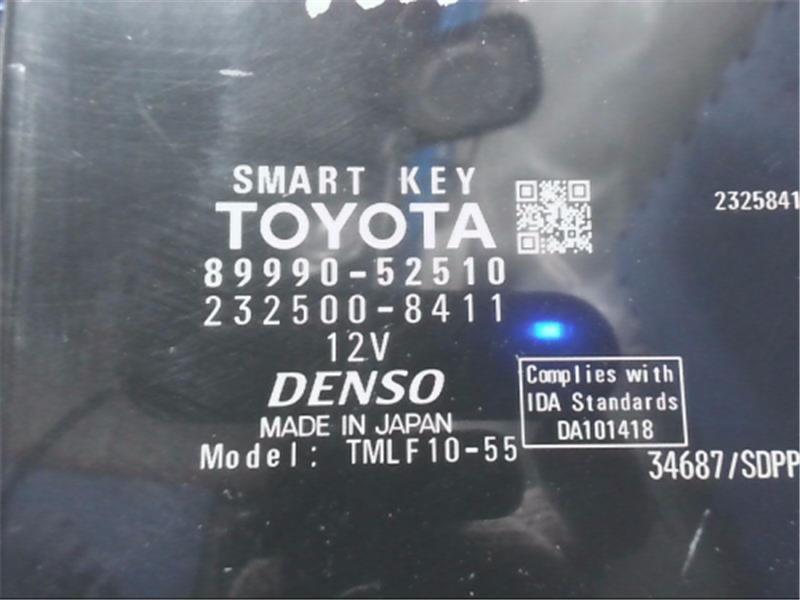 SMART KEY
TOYOTA
2325841
89990-52510
232500-8411
12V
DENSO
MADE IN JAPAN
Model: TMLF10-55
Complies with
IDA Standards
DA101418
34687/SDPP